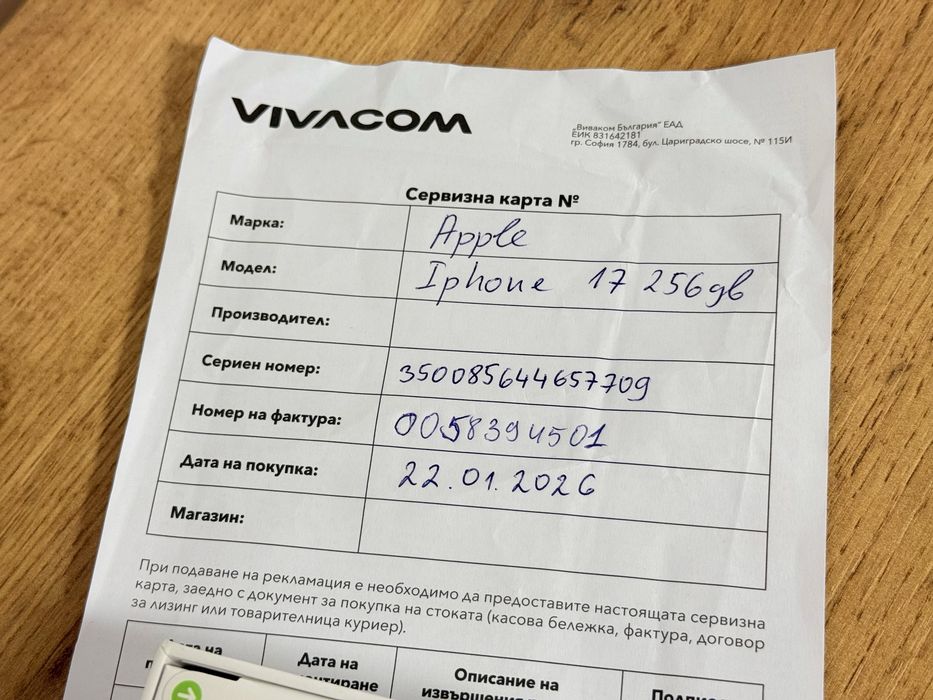 VIVACOM
„Виваком България" ЕАД
ЕИК 831642181
гр. София 1784, бул. Цариградско шосе, № 115И
Сервизна карта №
Марка: Apple
Модел: Iphone 17 256gb
Производител:
Сериен номер: 350085644657709
Номер на фактура: 0058394501
Дата на покупка: 22.01.2026
Магазин:
При подаване на рекламация е необходимо да предоставите настоящата сервизна
карта, заедно с документ за покупка на стоката (касова бележка, фактура, договор
за лизинг или товарителница куриер).
на Дата на Описание на